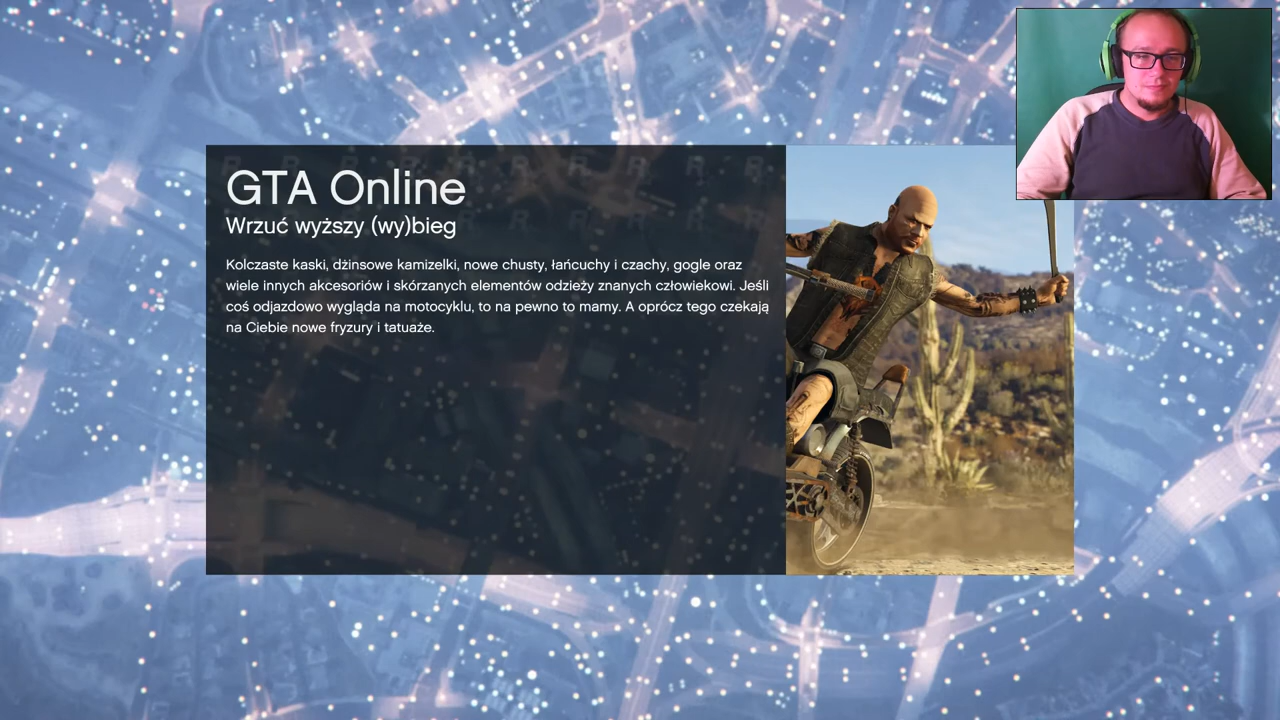 GTA Online
Wrzuć wyższy (wy)bieg
Kolczaste kaski, dżinsowe kamizelki, nowe chusty, łańcuchy i czachy, gogle oraz
wiele innych akcesoriów i skórzanych elementów odzieży znanych człowiekowi. Jeśli
coś odjazdowo wygląda na motocyklu, to na pewno to mamy. A oprócz tego czekają
na Ciebie nowe fryzury i tatuaże.